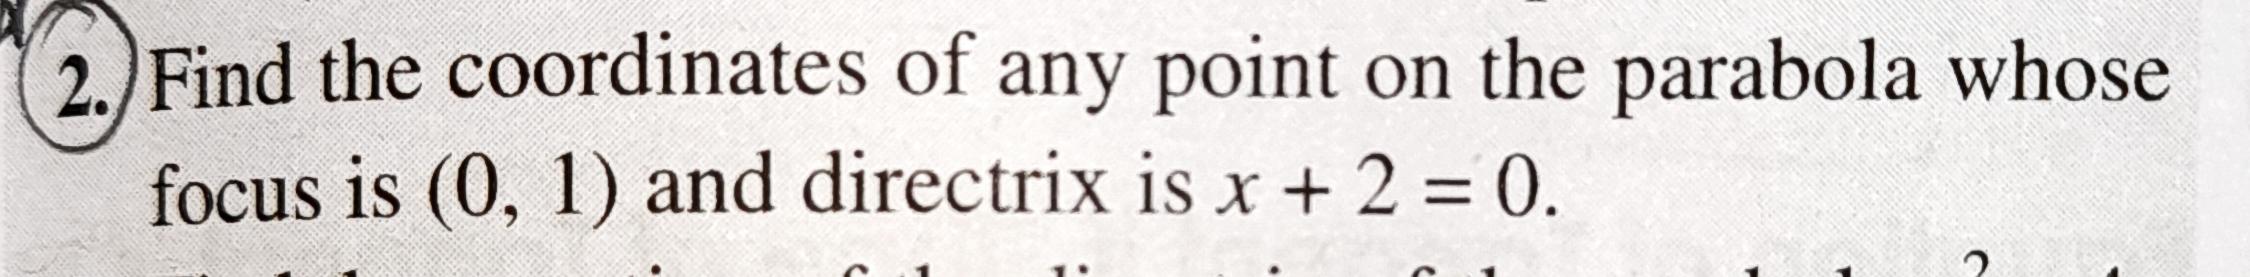 2. Find the coordinates of any point on the parabola whose
focus is (0, 1) and directrix is x + 2 = 0.